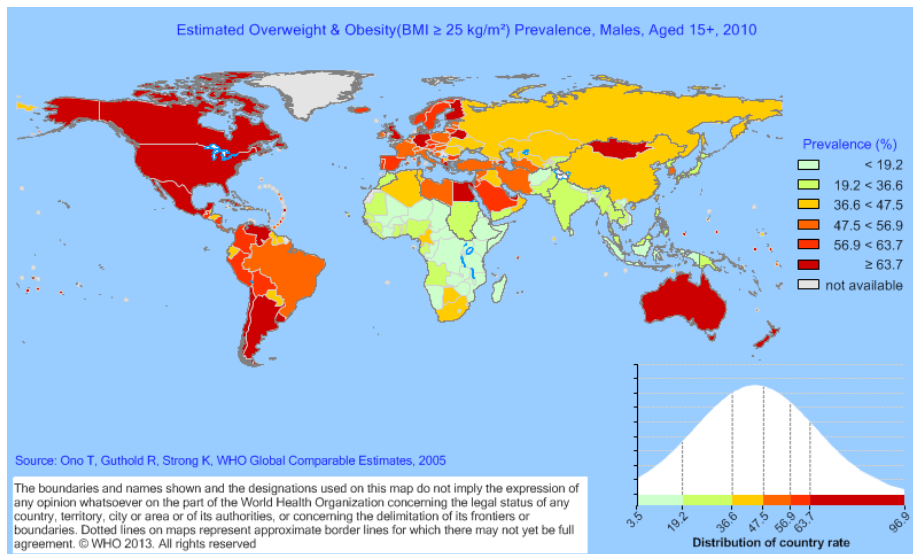 Estimated Overweight & Obesity(BMI ≥ 25 kg/m²) Prevalence, Males, Aged 15+, 2010
Prevalence (%)
< 19.2
19.2 < 36.6
36.6 < 47.5
47.5 < 56.9
56.9 < 63.7
≥ 63.7
not available
Source: Ono T, Guthold R, Strong K, WHO Global Comparable Estimates, 2005
The boundaries and names shown and the designations used on this map do not imply the expression of
any opinion whatsoever on the part of the World Health Organization concerning the legal status of any
country, territory, city or area or of its authorities, or concerning the delimitation of its frontiers or
boundaries. Dotted lines on maps represent approximate border lines for which there may not yet be full
agreement. © WHO 2013. All rights reserved
3.5 19.2 36.6 47.5 56.9 63.7 96.9
Distribution of country rate